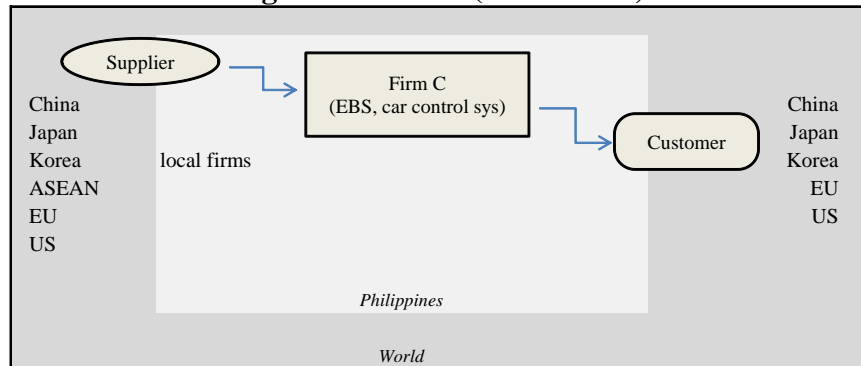 Supplier
Firm C
(EBS, car control sys)
Customer
China
Japan
Korea
ASEAN
EU
US
local firms
China
Japan
Korea
EU
US
Philippines
World